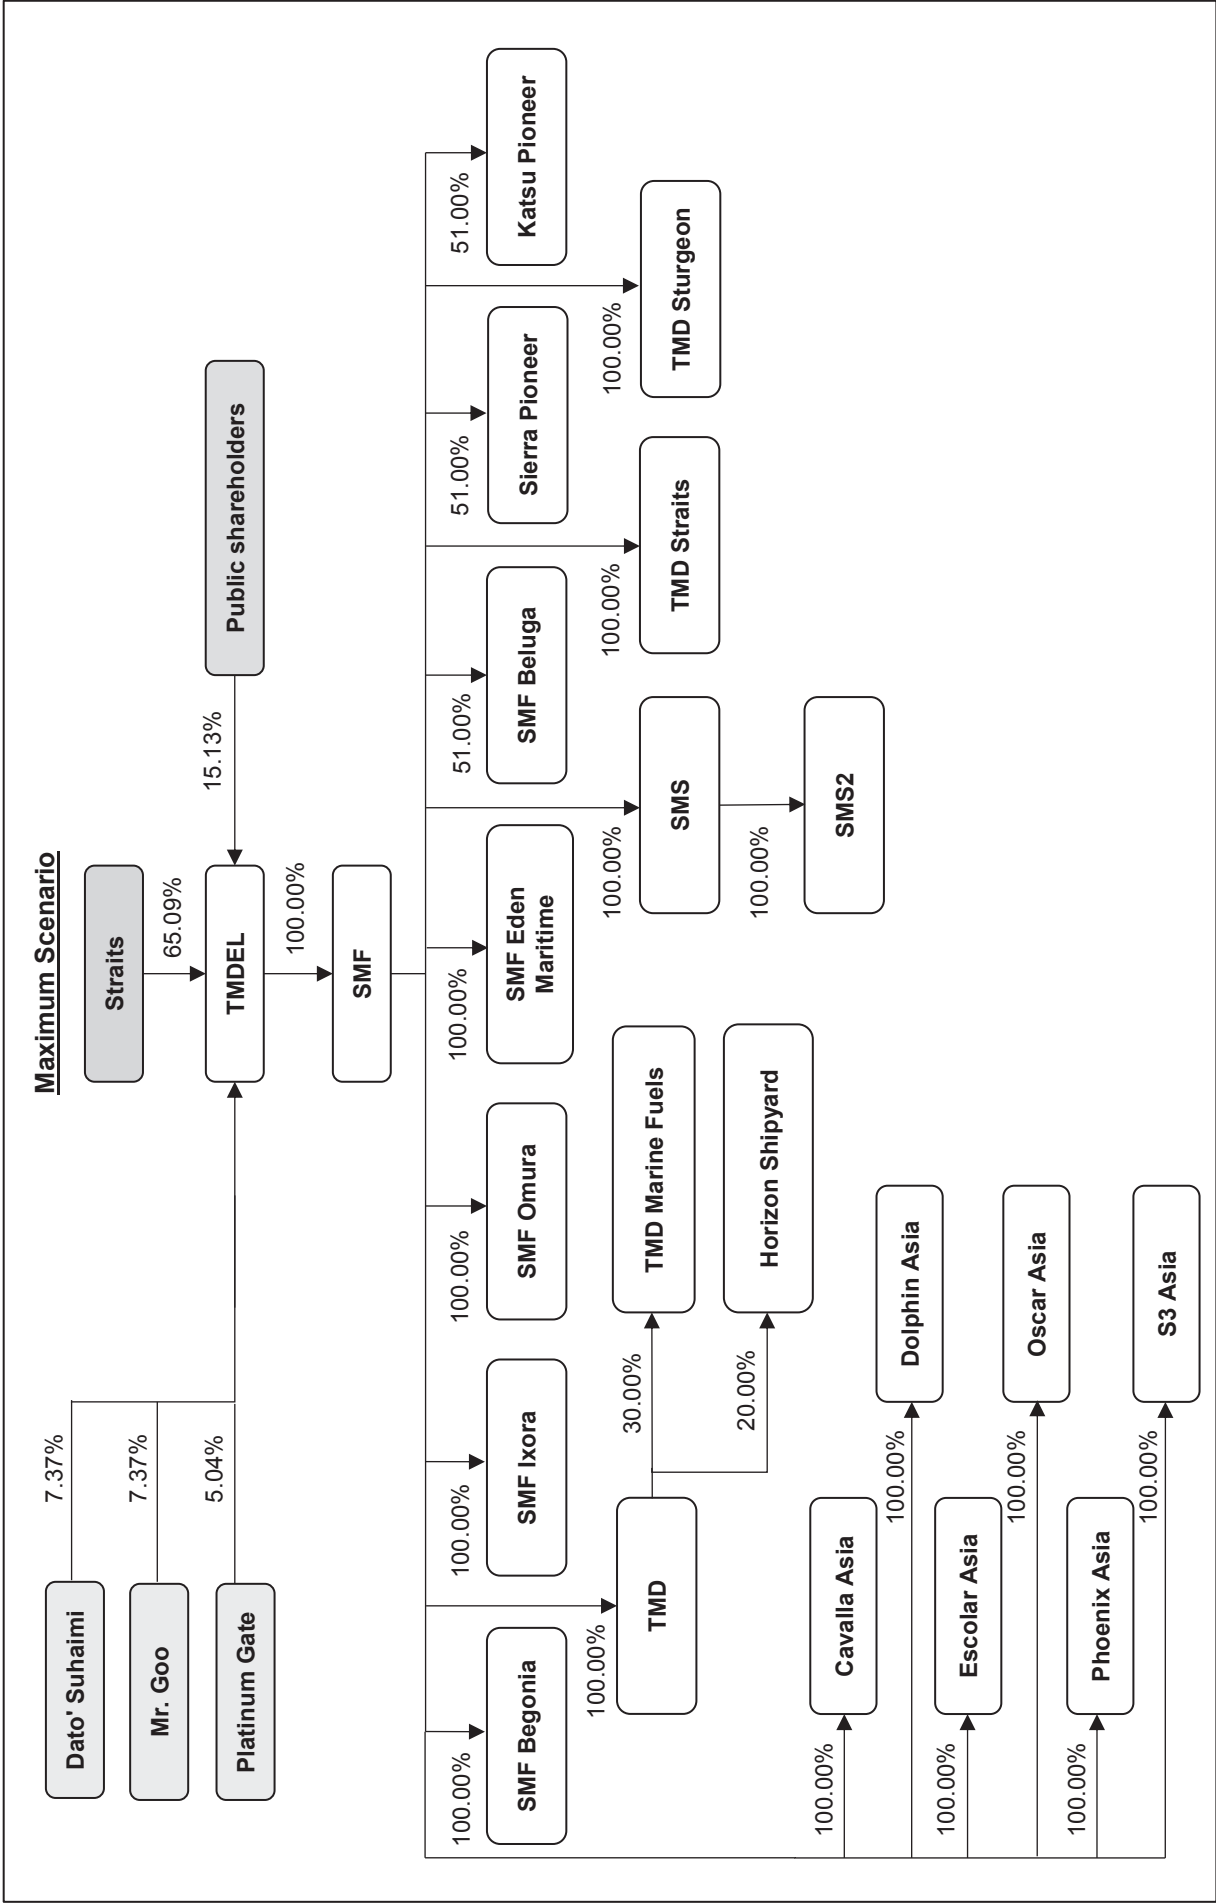 Maximum Scenario
Dato' Suhaimi
7.37%
Mr. Goo
7.37%
Platinum Gate
5.04%
Straits
65.09%
Public shareholders
15.13%
TMDEL
100.00%
SMF
100.00%
SMF Begonia
100.00%
SMF Ixora
100.00%
SMF Omura
100.00%
SMF Eden
Maritime
51.00%
SMF Beluga
51.00%
Sierra Pioneer
51.00%
Katsu Pioneer
100.00%
TMD
30.00%
TMD Marine Fuels
20.00%
Horizon Shipyard
100.00%
SMS
100.00%
SMS2
100.00%
TMD Straits
100.00%
TMD Sturgeon
100.00%
Cavalla Asia
100.00%
Dolphin Asia
100.00%
Escolar Asia
100.00%
Oscar Asia
100.00%
Phoenix Asia
100.00%
S3 Asia